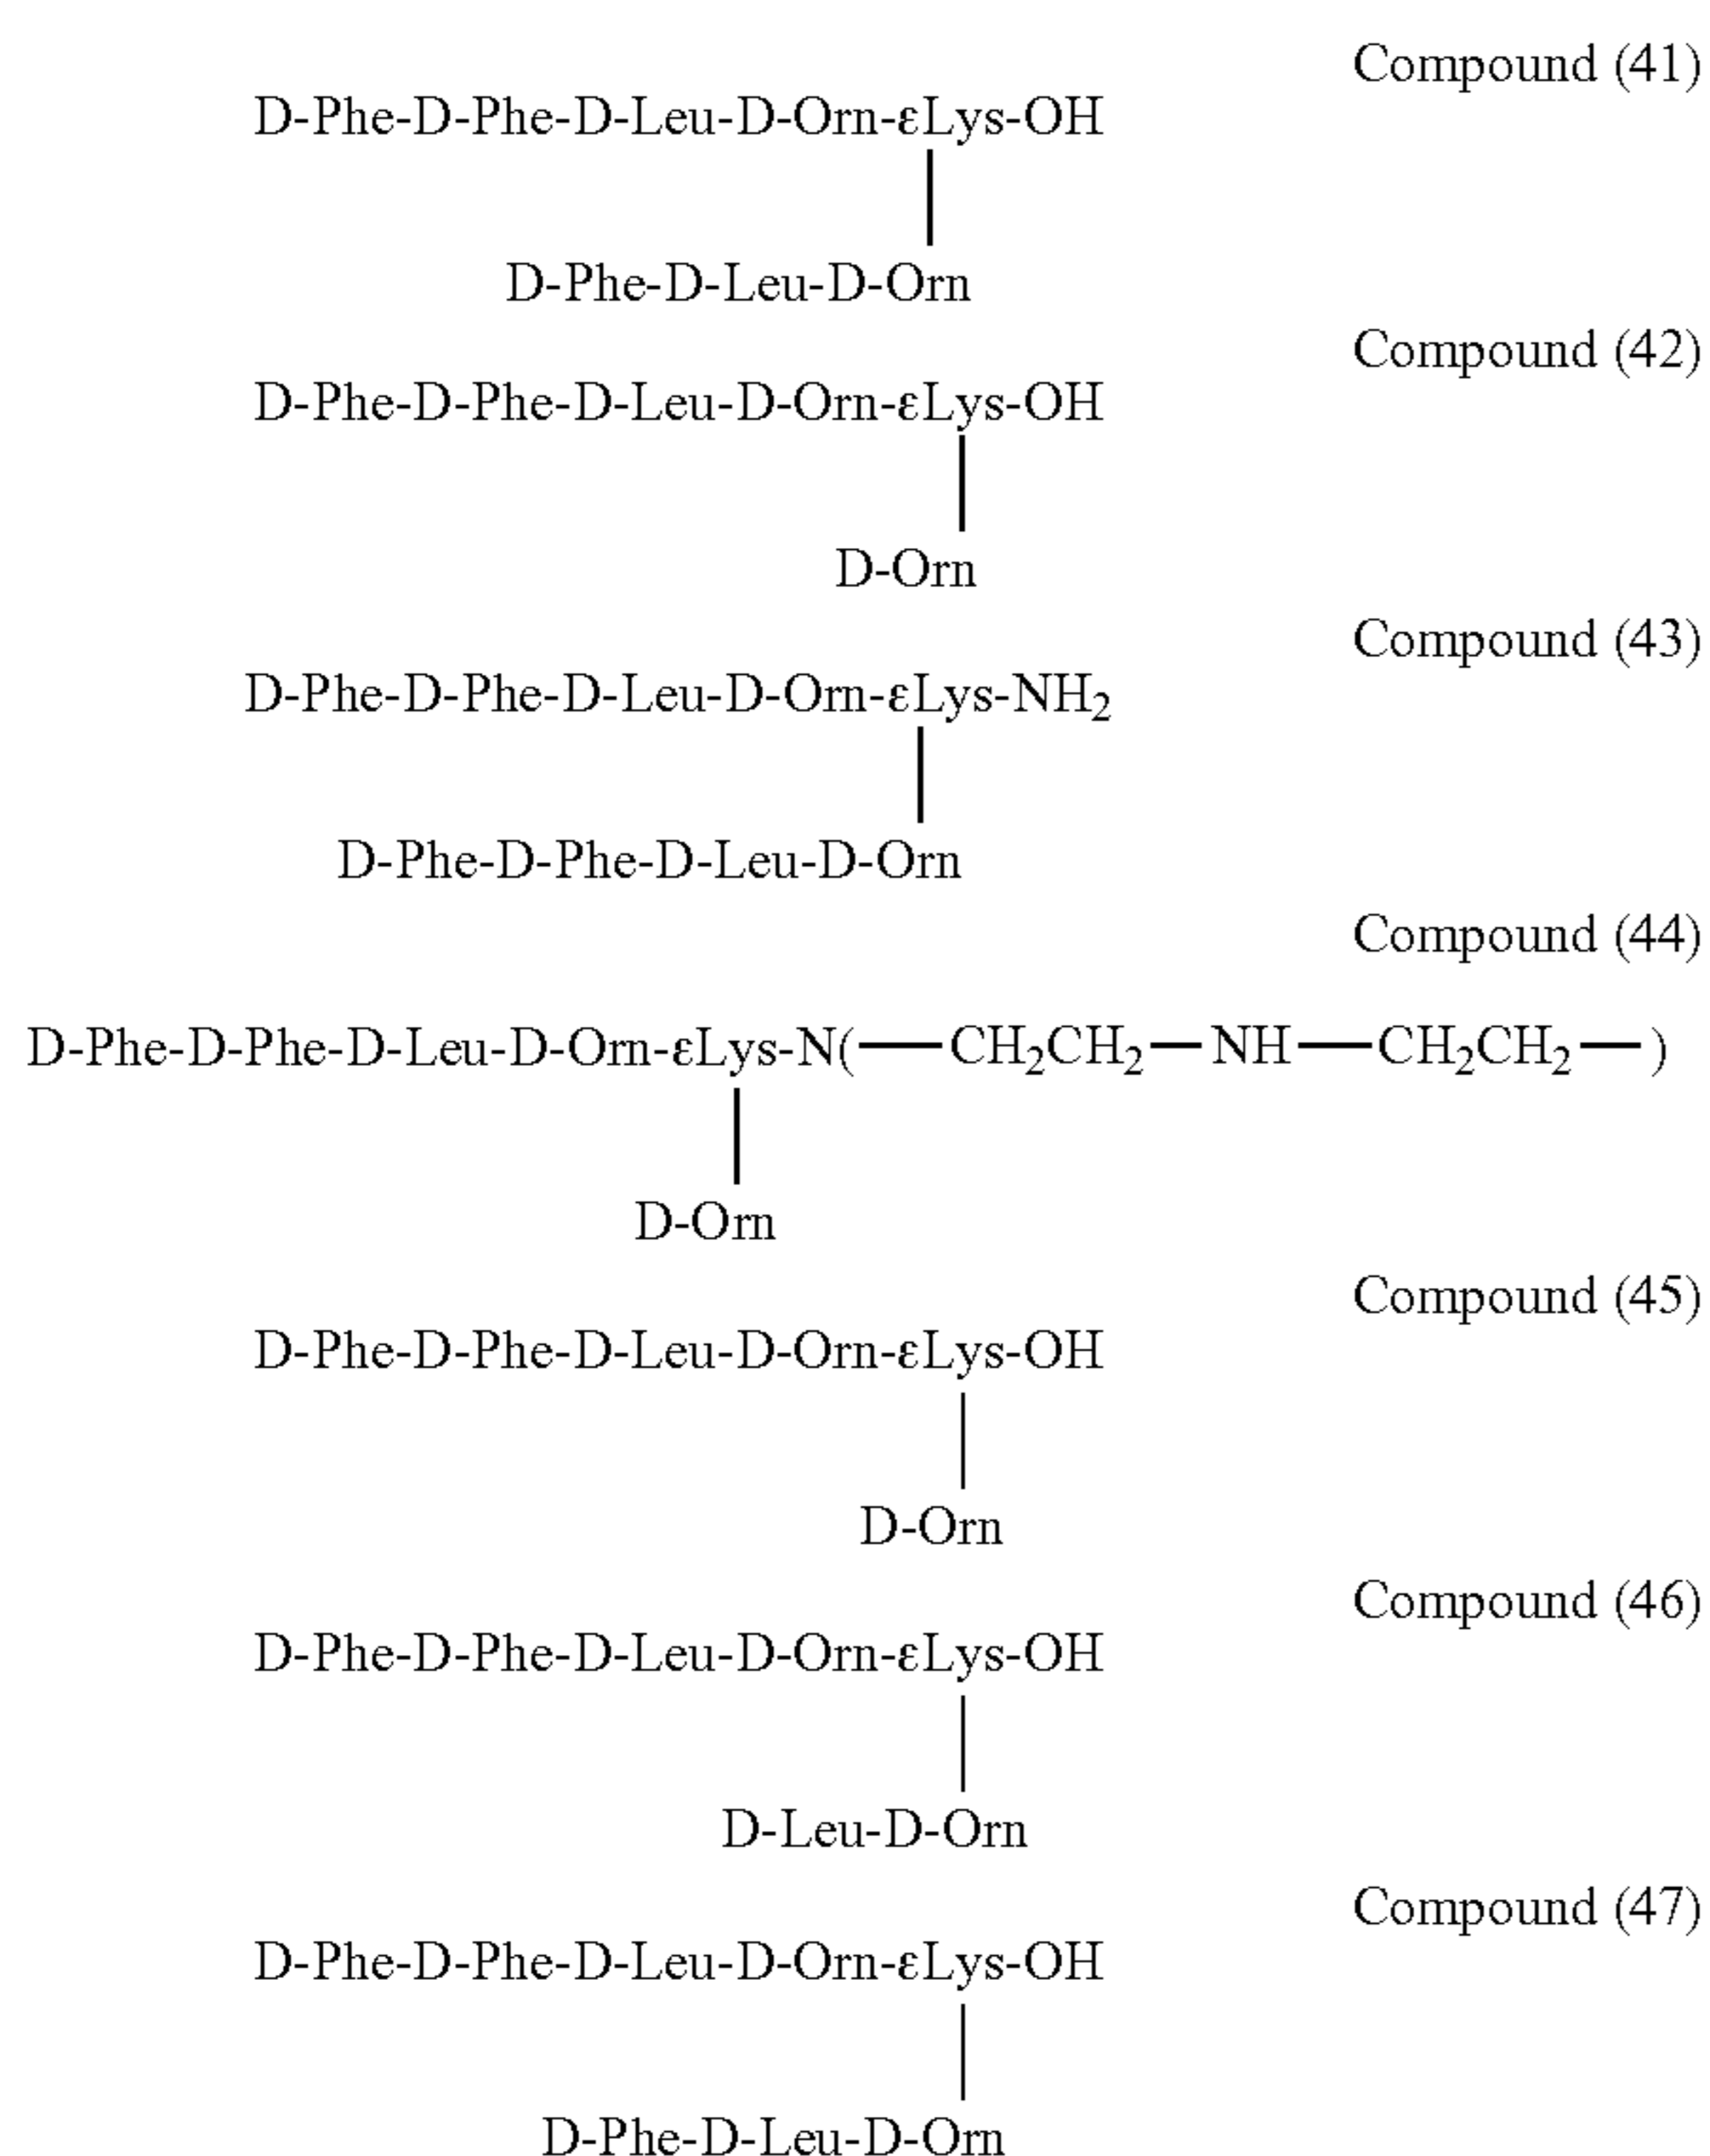 Compound (41)
D-Phe-D-Phe-D-Leu-D-Orn-εLys-OH
D-Phe-D-Leu-D-Orn
Compound (42)
D-Phe-D-Phe-D-Leu-D-Orn-εLys-OH
D-Orn
Compound (43)
D-Phe-D-Phe-D-Leu-D-Orn-εLys-NH₂
D-Phe-D-Phe-D-Leu-D-Orn
Compound (44)
D-Phe-D-Phe-D-Leu-D-Orn-εLys-N(—CH₂CH₂—NH—CH₂CH₂—)
D-Orn
Compound (45)
D-Phe-D-Phe-D-Leu-D-Orn-εLys-OH
D-Orn
Compound (46)
D-Phe-D-Phe-D-Leu-D-Orn-εLys-OH
D-Leu-D-Orn
Compound (47)
D-Phe-D-Phe-D-Leu-D-Orn-εLys-OH
D-Phe-D-Leu-D-Orn